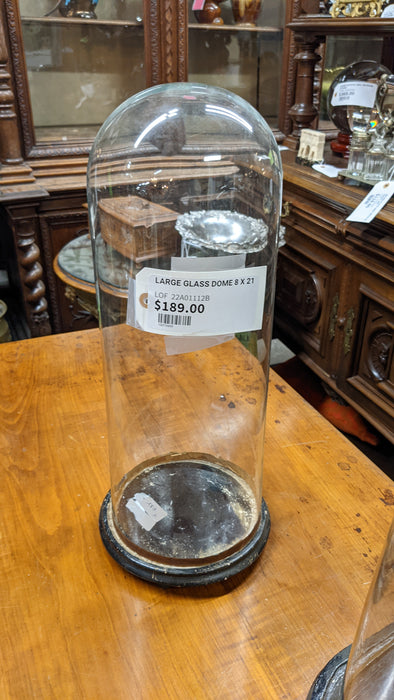 LARGE GLASS DOME 8 X 21
LOF 22A01112B
$189.00